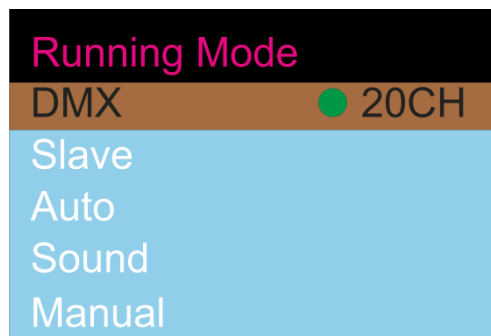 Running Mode
DMX 20CH
Slave
Auto
Sound
Manual